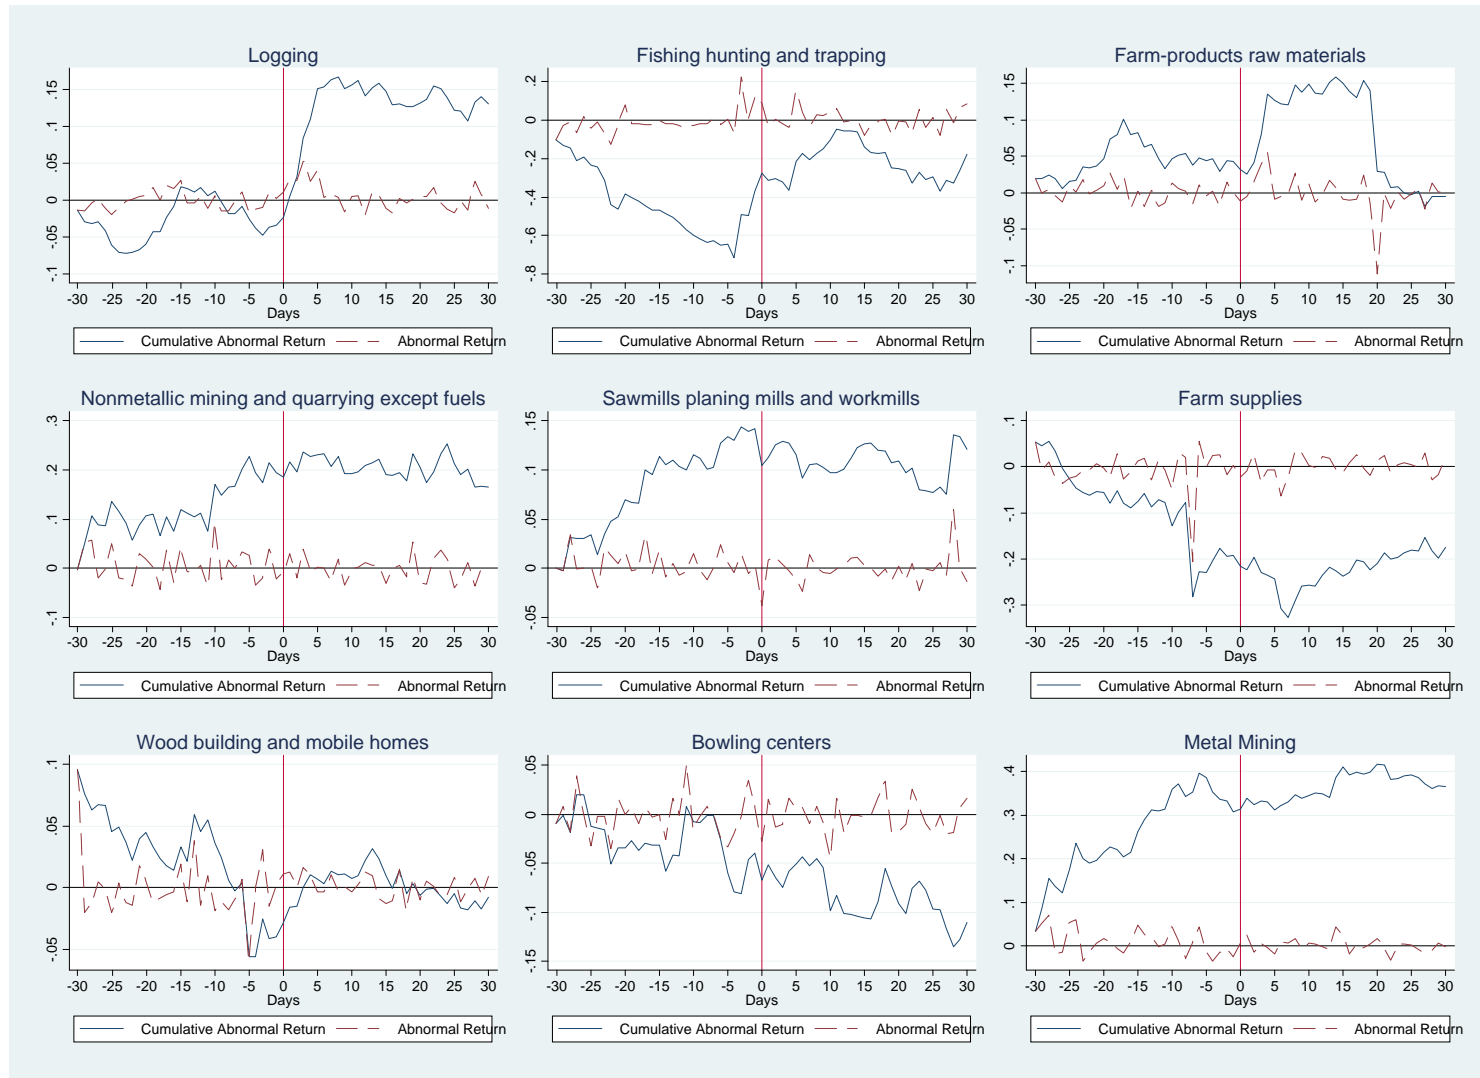 Logging
.15
.1
.05
0
-.05
-.1
-30 -25 -20 -15 -10 -5 0 5 10 15 20 25 30
Days
Cumulative Abnormal Return Abnormal Return
Fishing hunting and trapping
.2
0
-.2
-.4
-.6
-.8
-30 -25 -20 -15 -10 -5 0 5 10 15 20 25 30
Days
Cumulative Abnormal Return Abnormal Return
Farm-products raw materials
.15
.1
.05
0
-.05
-.1
-30 -25 -20 -15 -10 -5 0 5 10 15 20 25 30
Days
Cumulative Abnormal Return Abnormal Return
Nonmetallic mining and quarrying except fuels
.3
.2
.1
0
-.1
-30 -25 -20 -15 -10 -5 0 5 10 15 20 25 30
Days
Cumulative Abnormal Return Abnormal Return
Sawmills planing mills and workmills
.15
.1
.05
0
-.05
-30 -25 -20 -15 -10 -5 0 5 10 15 20 25 30
Days
Cumulative Abnormal Return Abnormal Return
Farm supplies
.1
0
-.1
-.2
-.3
-30 -25 -20 -15 -10 -5 0 5 10 15 20 25 30
Days
Cumulative Abnormal Return Abnormal Return
Wood building and mobile homes
.1
.05
0
-.05
-30 -25 -20 -15 -10 -5 0 5 10 15 20 25 30
Days
Cumulative Abnormal Return Abnormal Return
Bowling centers
.05
0
-.05
-.1
-.15
-30 -25 -20 -15 -10 -5 0 5 10 15 20 25 30
Days
Cumulative Abnormal Return Abnormal Return
Metal Mining
.4
.3
.2
.1
0
-30 -25 -20 -15 -10 -5 0 5 10 15 20 25 30
Days
Cumulative Abnormal Return Abnormal Return